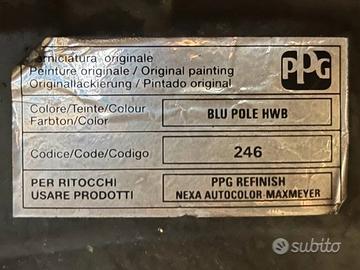 Verniciatura originale
Peinture originale / Original painting
Originallackierung / Pintado original
PPG
Colore/Teinte/Colour
Farbton/Color
BLU POLE HWB
Codice/Code/Codigo
246
PER RITOCCHI
USARE PRODOTTI
PPG REFINISH
NEXA AUTOCOLOR-MAXMEYER
subito